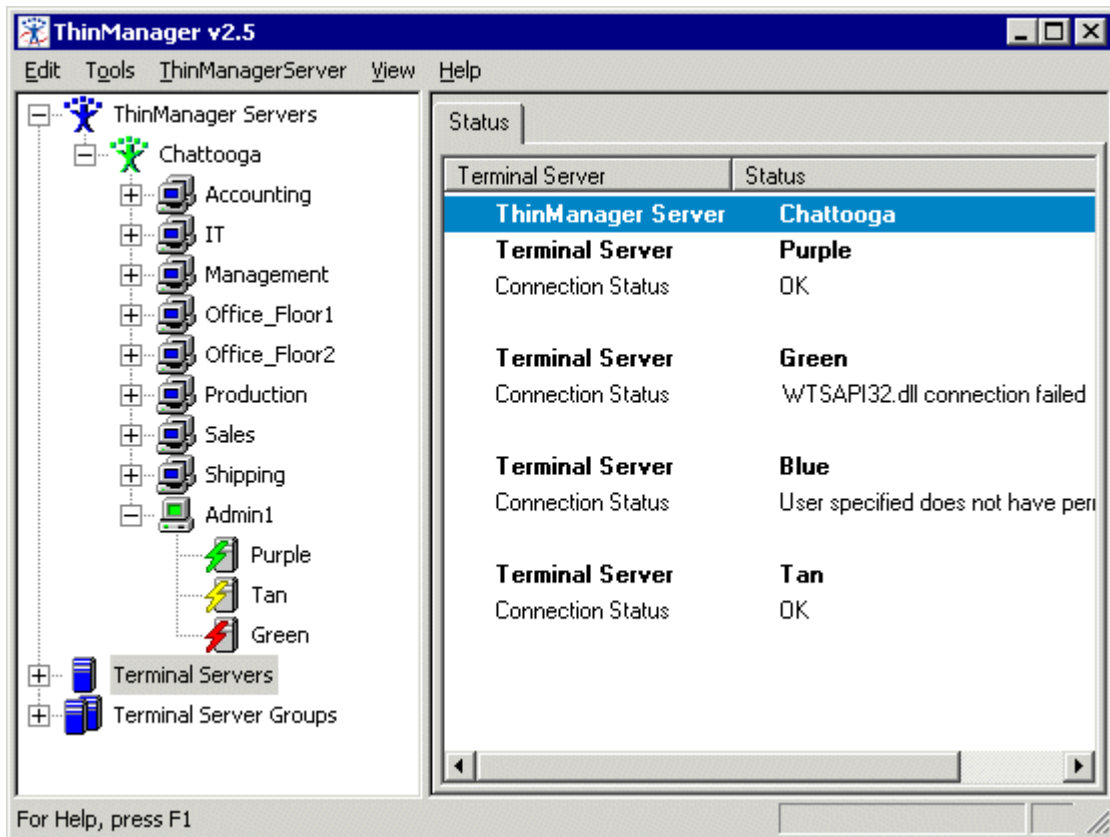 ThinManager v2.5
Edit Tools ThinManagerServer View Help
ThinManager Servers
Chattooga
Accounting
IT
Management
Office_Floor1
Office_Floor2
Production
Sales
Shipping
Admin1
Purple
Tan
Green
Terminal Servers
Terminal Server Groups
Status
Terminal Server Status
ThinManager Server Chattooga
Terminal Server Purple
Connection Status OK
Terminal Server Green
Connection Status WTSAPI32.dll connection failed
Terminal Server Blue
Connection Status User specified does not have
Terminal Server Tan
Connection Status OK
For Help, press F1